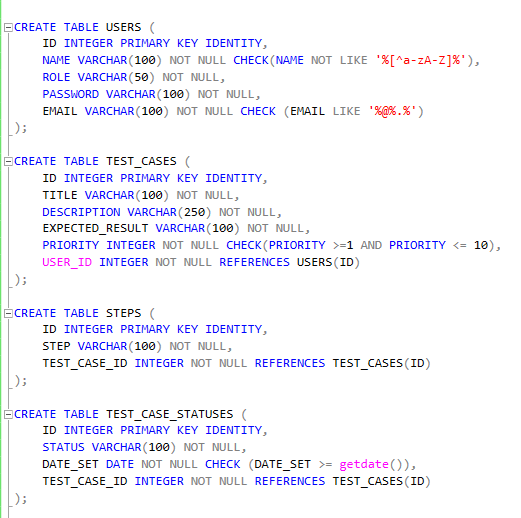 CREATE TABLE USERS (
    ID INTEGER PRIMARY KEY IDENTITY,
    NAME VARCHAR(100) NOT NULL CHECK(NAME NOT LIKE '%[^a-zA-Z]%'),
    ROLE VARCHAR(50) NOT NULL,
    PASSWORD VARCHAR(100) NOT NULL,
    EMAIL VARCHAR(100) NOT NULL CHECK (EMAIL LIKE '%@%.%')
);
CREATE TABLE TEST_CASES (
    ID INTEGER PRIMARY KEY IDENTITY,
    TITLE VARCHAR(100) NOT NULL,
    DESCRIPTION VARCHAR(250) NOT NULL,
    EXPECTED_RESULT VARCHAR(100) NOT NULL,
    PRIORITY INTEGER NOT NULL CHECK(PRIORITY >=1 AND PRIORITY <= 10),
    USER_ID INTEGER NOT NULL REFERENCES USERS(ID)
);
CREATE TABLE STEPS (
    ID INTEGER PRIMARY KEY IDENTITY,
    STEP VARCHAR(100) NOT NULL,
    TEST_CASE_ID INTEGER NOT NULL REFERENCES TEST_CASES(ID)
);
CREATE TABLE TEST_CASE_STATUSES (
    ID INTEGER PRIMARY KEY IDENTITY,
    STATUS VARCHAR(100) NOT NULL,
    DATE_SET DATE NOT NULL CHECK (DATE_SET >= getdate()),
    TEST_CASE_ID INTEGER NOT NULL REFERENCES TEST_CASES(ID)
);